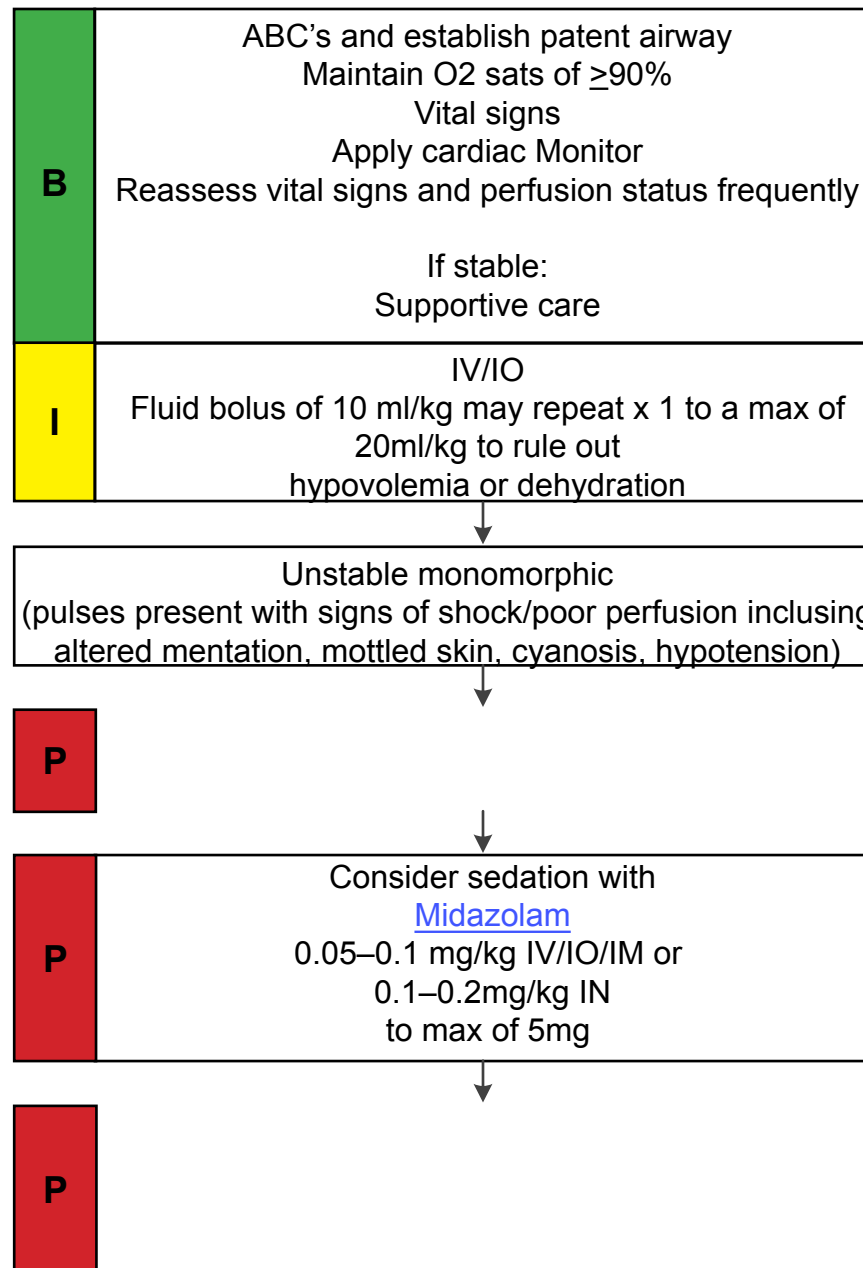 B
ABC's and establish patent airway
Maintain O2 sats of ≥90%
Vital signs
Apply cardiac Monitor
Reassess vital signs and perfusion status frequently
If stable:
Supportive care
I
IV/IO
Fluid bolus of 10 ml/kg may repeat x 1 to a max of
20ml/kg to rule out
hypovolemia or dehydration
Unstable monomorphic
(pulses present with signs of shock/poor perfusion inclusing
altered mentation, mottled skin, cyanosis, hypotension)
P
P
Consider sedation with
Midazolam
0.05–0.1 mg/kg IV/IO/IM or
0.1–0.2mg/kg IN
to max of 5mg
P